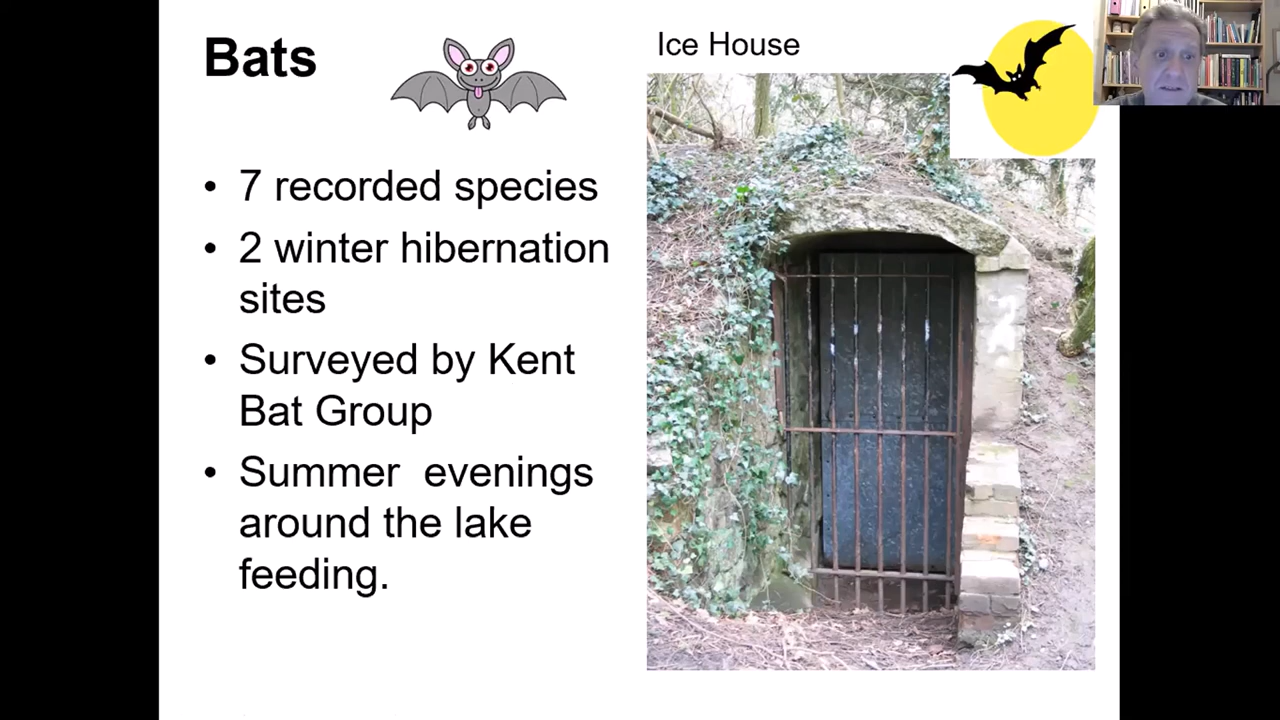 Bats
Ice House
• 7 recorded species
• 2 winter hibernation
sites
• Surveyed by Kent
Bat Group
• Summer  evenings
around the lake
feeding.